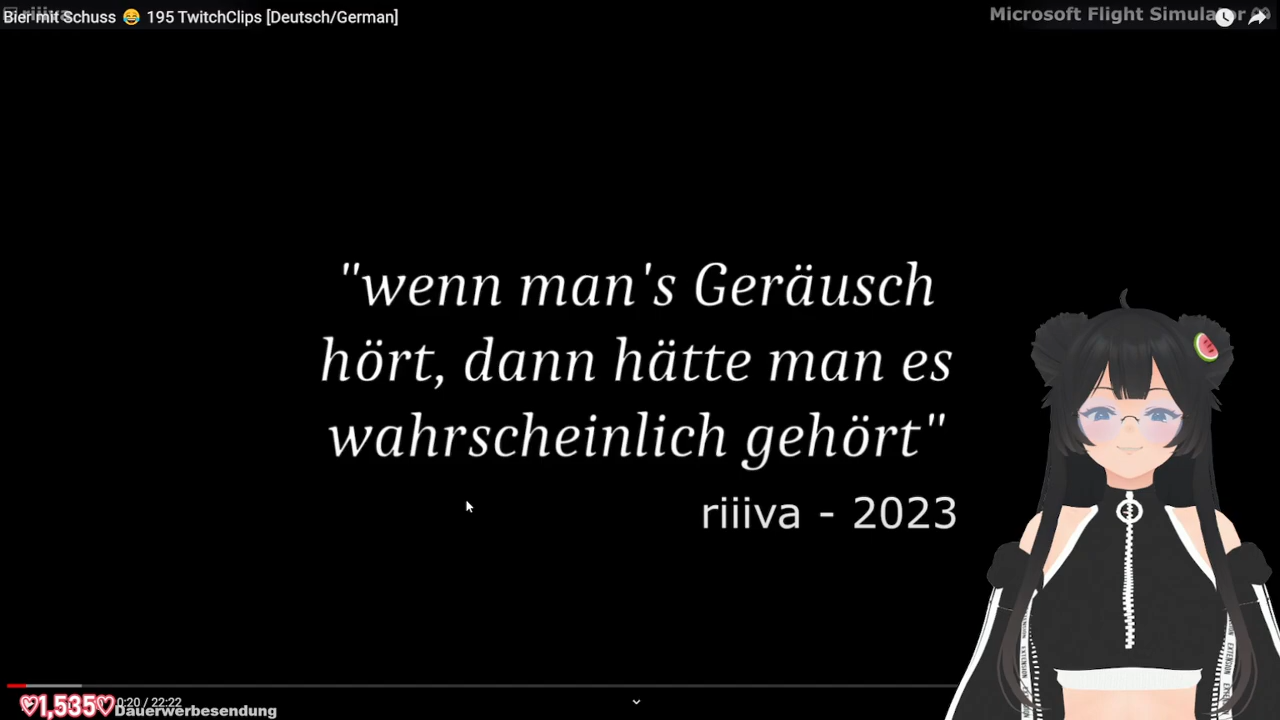 Bier mit Schuss 😂 195 TwitchClips [Deutsch/German]
Microsoft Flight Simulator
"wenn man's Geräusch
hört, dann hätte man es
wahrscheinlich gehört"
riiiva - 2023
1,535
0:20 / 22:22
Dauerwerbesendung